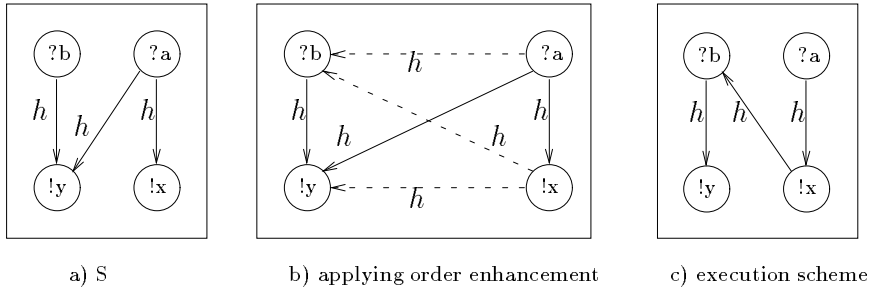 ?b ?a
h h h
!y !x
a) S
?b h ?a
h h h h
!y h !x
b) applying order enhancement
?b ?a
h h h
!y !x
c) execution scheme